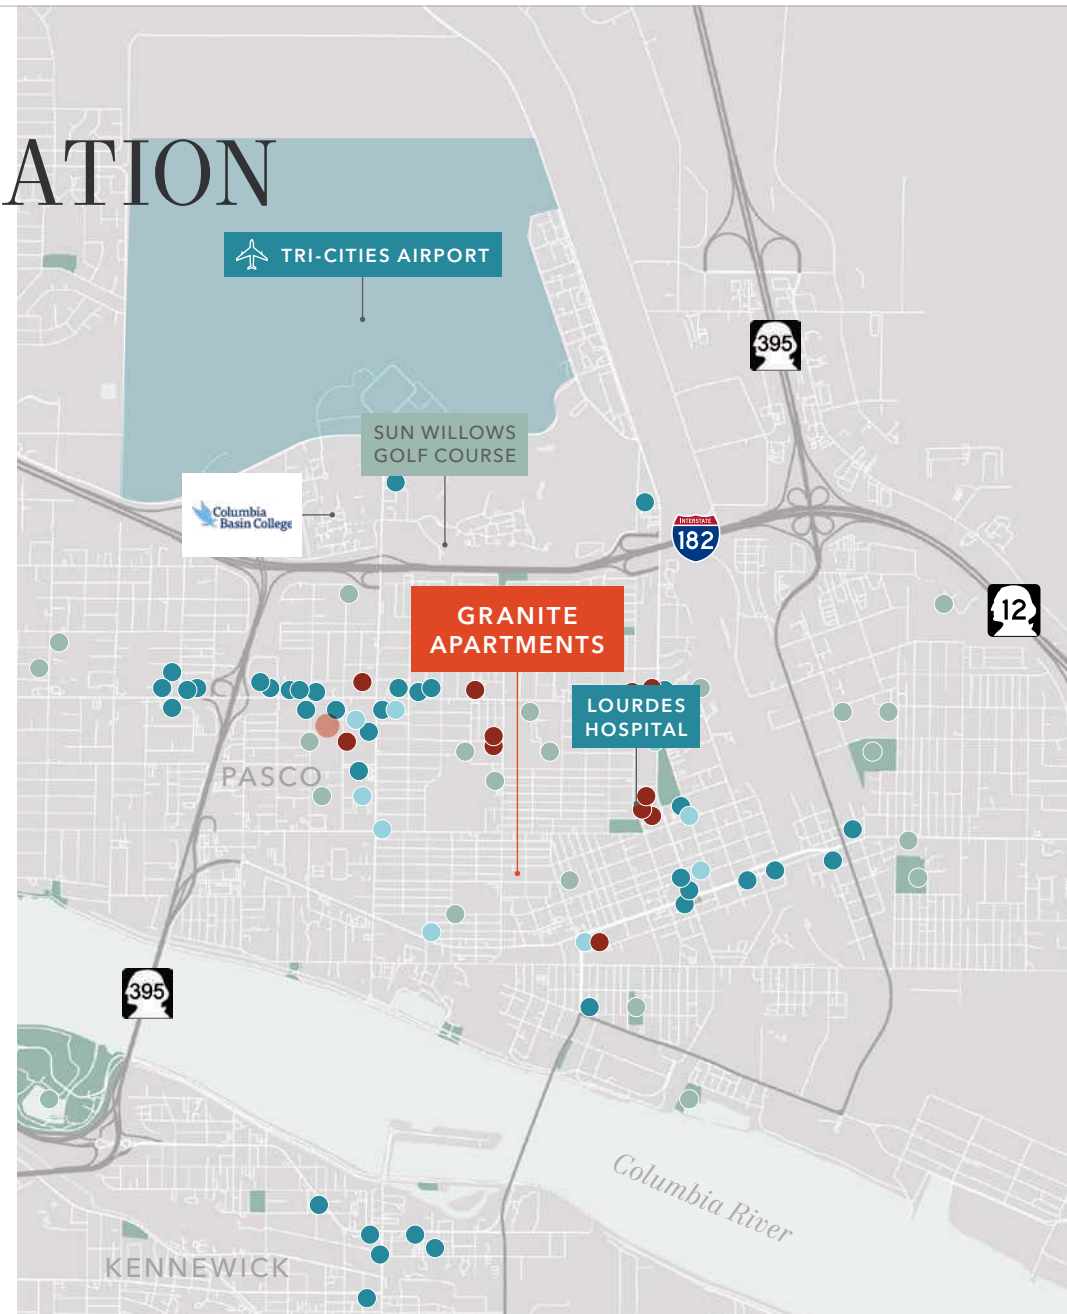 ATION
TRI-CITIES AIRPORT
395
SUN WILLOWS
GOLF COURSE
Columbia
Basin College
INTERSTATE
182
GRANITE
APARTMENTS
12
LOURDES
HOSPITAL
PASCO
395
Columbia River
KENNEWICK